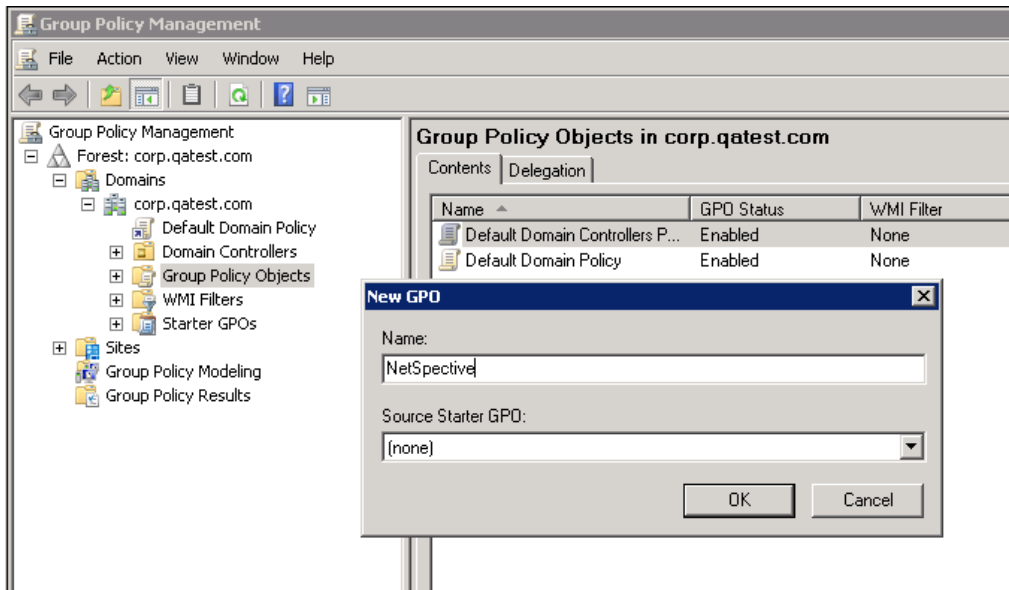 Group Policy Management
File Action View Window Help
Group Policy Management
Forest: corp.qatest.com
Domains
corp.qatest.com
Default Domain Policy
Domain Controllers
Group Policy Objects
WMI Filters
Starter GPOs
Sites
Group Policy Modeling
Group Policy Results
Group Policy Objects in corp.qatest.com
Contents Delegation
Name GPO Status WMI Filter
Default Domain Controllers P... Enabled None
Default Domain Policy Enabled None
New GPO
Name:
NetSpective
Source Starter GPO:
(none)
OK Cancel